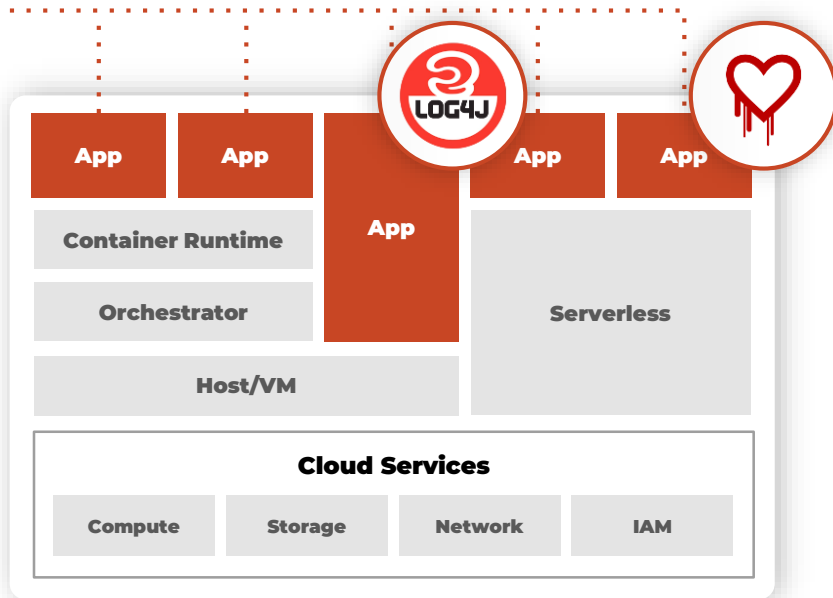 LOG4J
App
App
App
App
App
Container Runtime
Orchestrator
Serverless
Host/VM
Cloud Services
Compute
Storage
Network
IAM